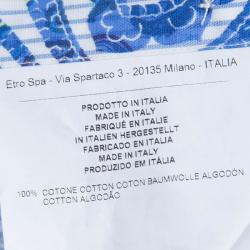 Etro Spa - Via Spartaco 3 - 20135 Milano - ITALIA
PRODOTTO IN ITALIA
MADE IN ITALY
FABRIQUÉ EN ITALIE
IN ITALIEN HERGESTELLT
FABRICADO EN ITALIA
MADE IN ITALY
PRODUZIDO EM ITÁLIA
100% COTONE COTTON COTON BAUMWOLLE ALGODÓN
COTTON ALGODÃO